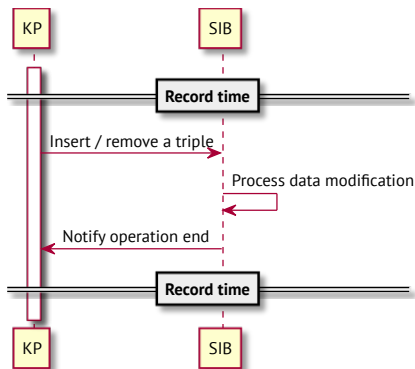 KP SIB
Record time
Insert / remove a triple
Process data modification
Notify operation end
Record time
KP SIB